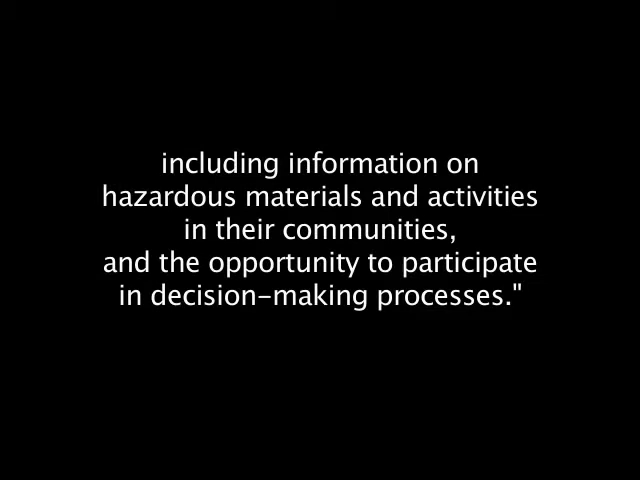 including information on
hazardous materials and activities
in their communities,
and the opportunity to participate
in decision-making processes."